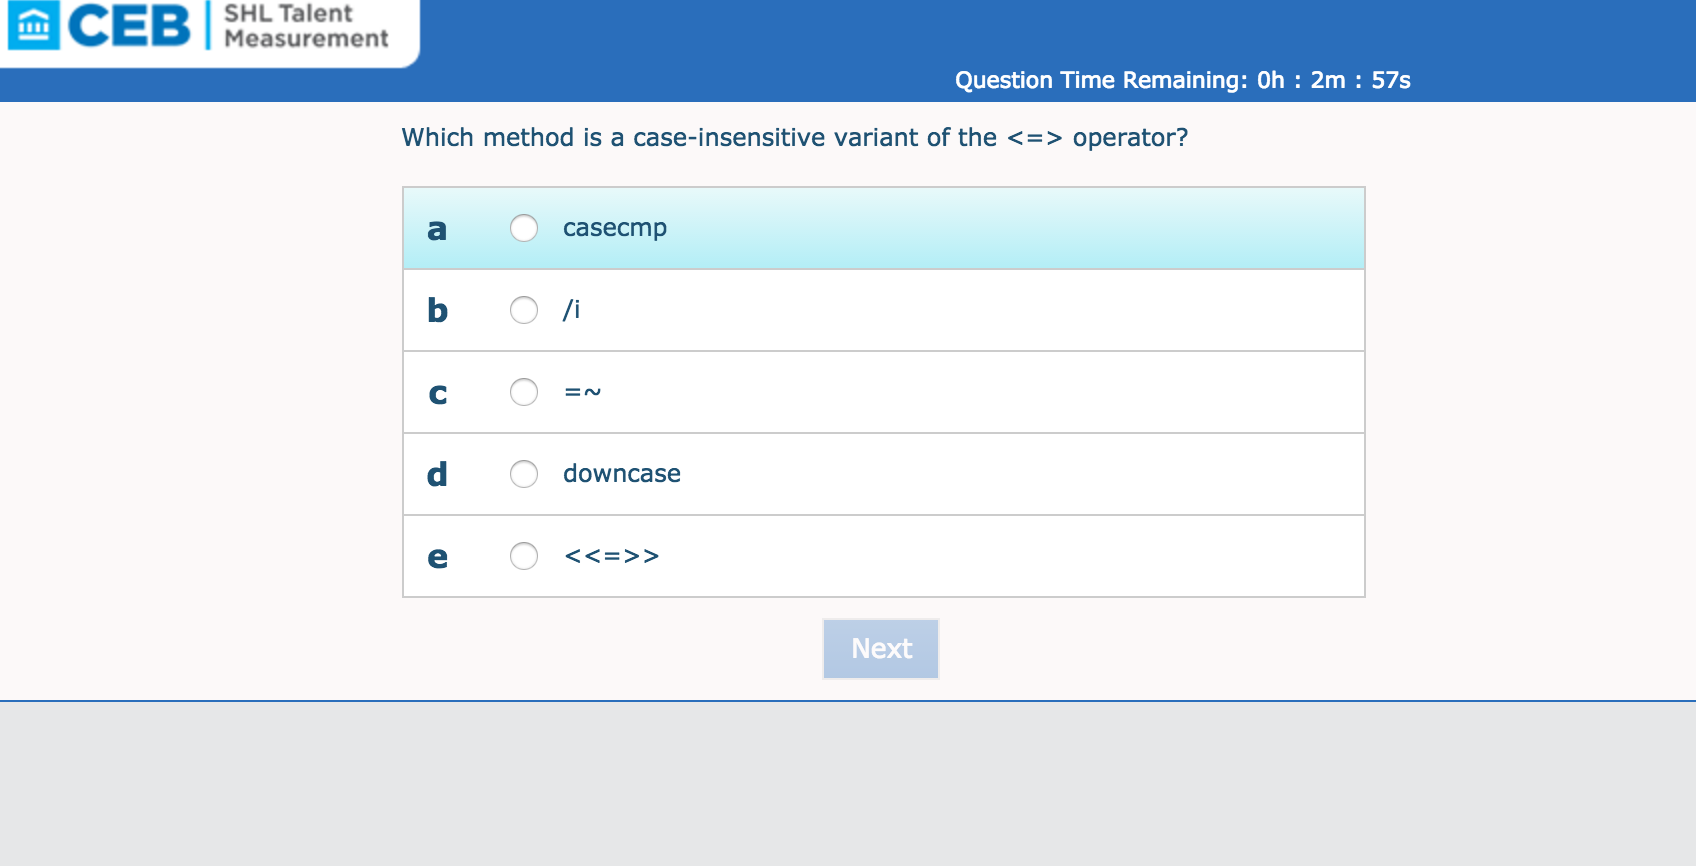 CEB
SHL Talent
Measurement
Question Time Remaining: 0h : 2m : 57s
Which method is a case-insensitive variant of the <=> operator?
a casecmp
b /i
c =~
d downcase
e <<=>>
Next